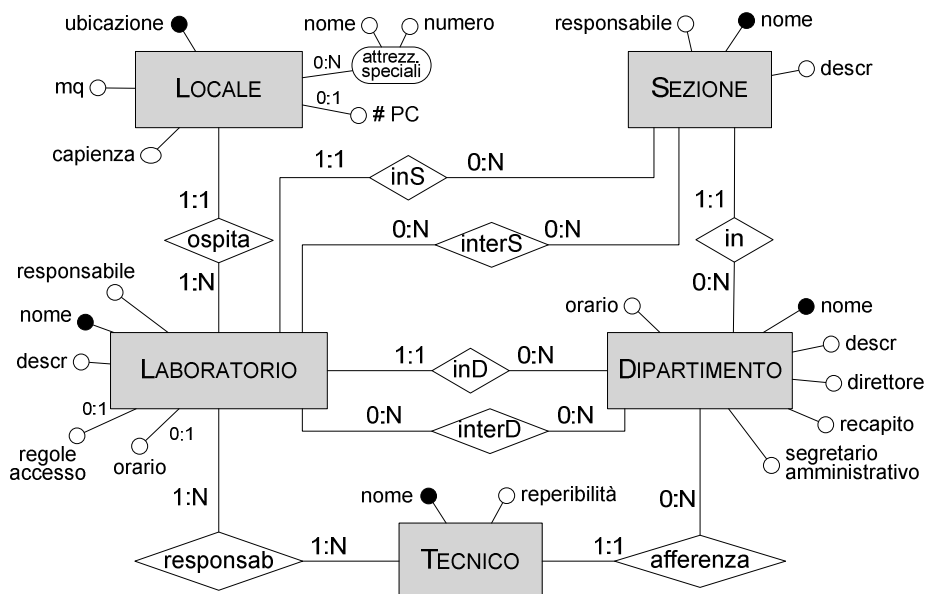 nome
numero
responsabile
nome
ubicazione
attrezz.
speciali
0:N
descr
mq
LOCALE
SEZIONE
0:1
# PC
capienza
1:1
0:N
inS
1:1
1:1
ospita
0:N
0:N
interS
in
1:N
0:N
responsabile
orario
nome
nome
descr
descr
LABORATORIO
1:1
0:N
inD
DIPARTIMENTO
direttore
0:1
0:1
0:N
0:N
interD
recapito
regole
accesso
orario
segretario
amministrativo
1:N
nome
reperibilità
0:N
responsab
1:N
TECNICO
1:1
afferenza